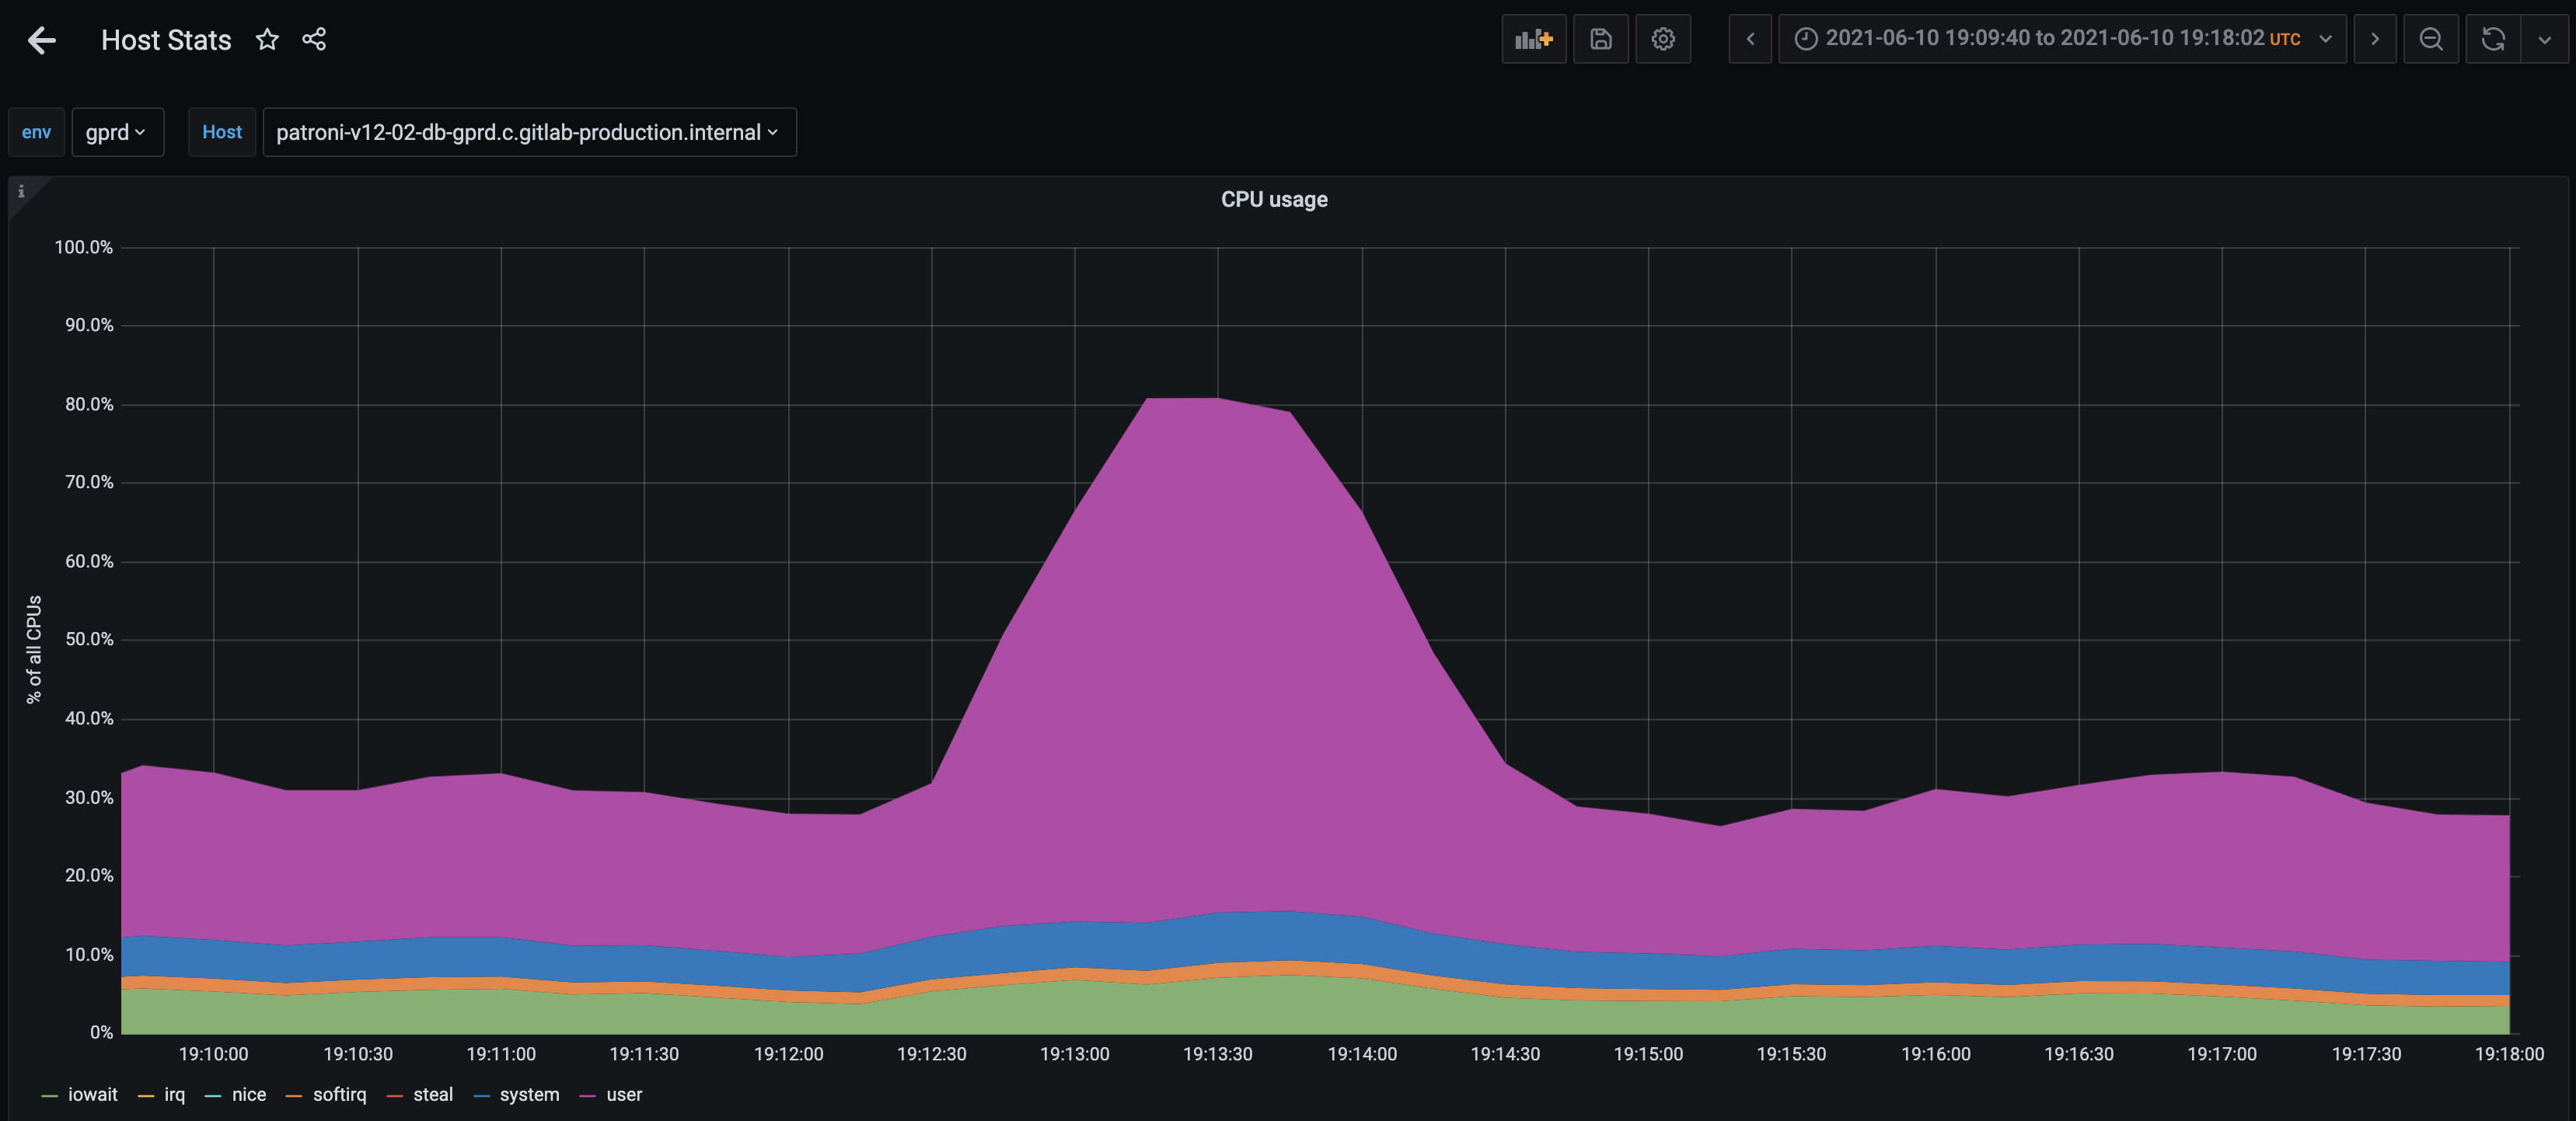 Host Stats
2021-06-10 19:09:40 to 2021-06-10 19:18:02 UTC
env gprd Host patroni-v12-02-db-gprd.c.gitlab-production.internal
i
CPU usage
100.0%
90.0%
80.0%
70.0%
60.0%
50.0%
40.0%
30.0%
20.0%
10.0%
0%
% of all CPUs
19:10:00 19:10:30 19:11:00 19:11:30 19:12:00 19:12:30 19:13:00 19:13:30 19:14:00 19:14:30 19:15:00 19:15:30 19:16:00 19:16:30 19:17:00 19:17:30 19:18:00
iowait irq nice softirq steal system user